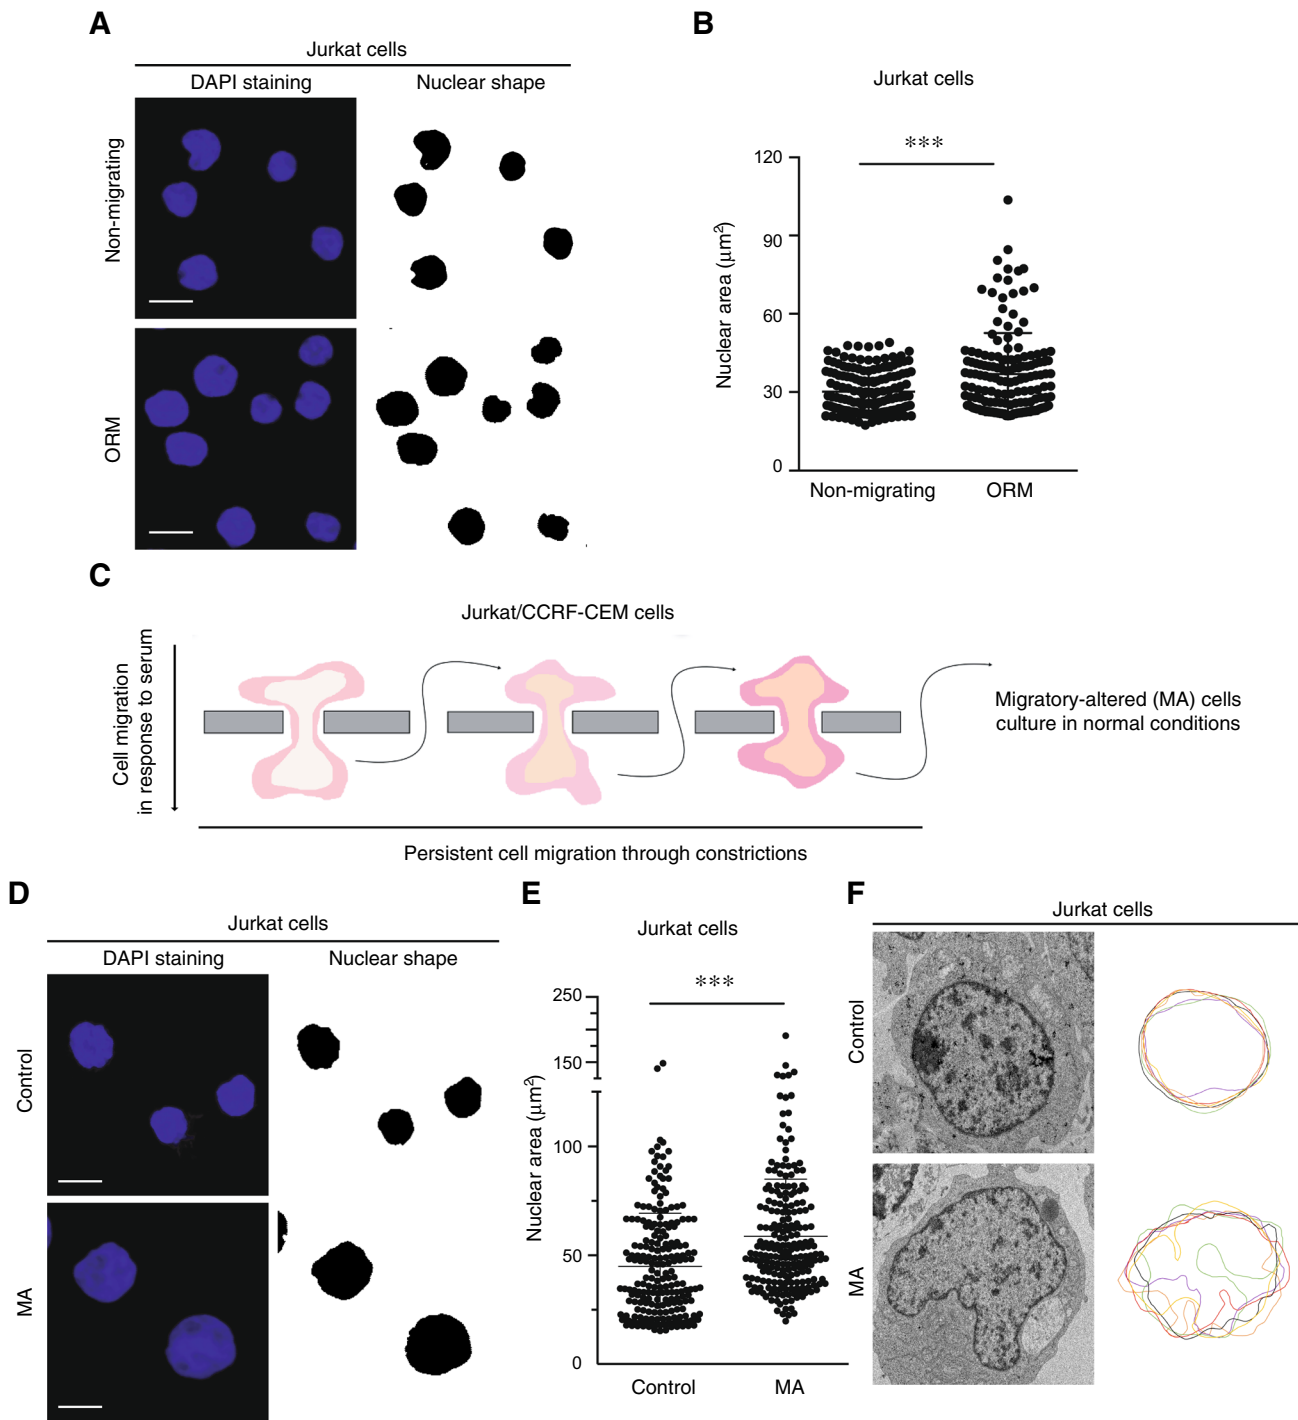 A
Jurkat cells
DAPI staining
Nuclear shape
Non-migrating
ORM
B
Jurkat cells
***
Nuclear area (μm²)
120
90
60
30
0
Non-migrating
ORM
C
Jurkat/CCRF-CEM cells
Cell migration
in response to serum
Migratory-altered (MA) cells
culture in normal conditions
Persistent cell migration through constrictions
D
Jurkat cells
DAPI staining
Nuclear shape
Control
MA
E
Jurkat cells
***
Nuclear area (μm²)
250
150
100
50
0
Control
MA
F
Jurkat cells
Control
MA